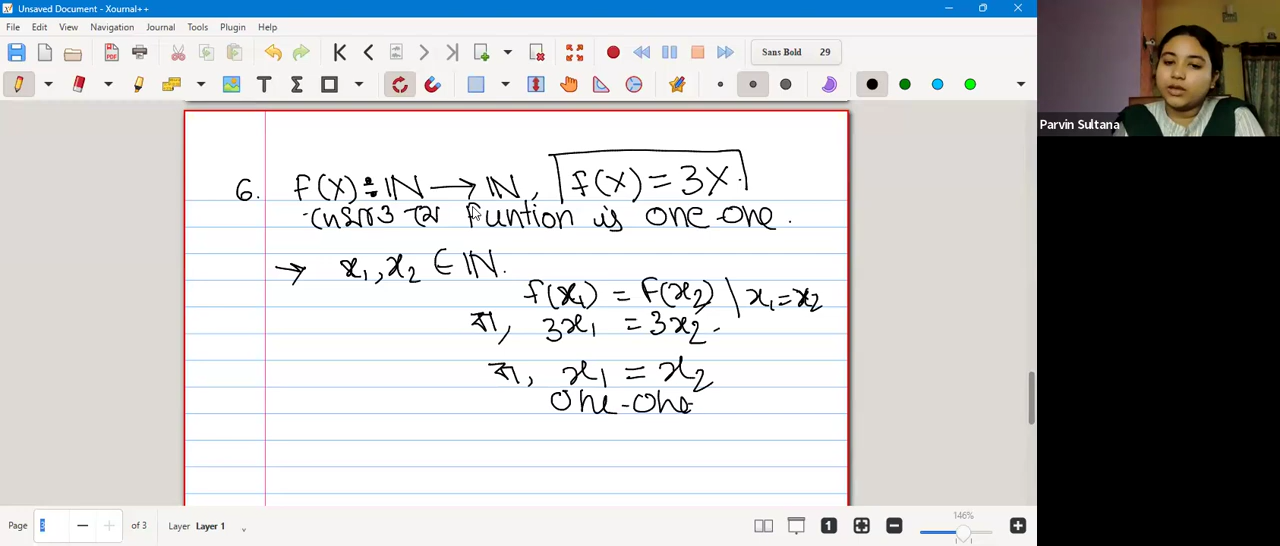 Unsaved Document - Xournal++
File Edit View Navigation Journal Tools Plugin Help
Sans Bold 29
Parvin Sultana
6. f(x) : IN → IN, f(x) = 3x.
দেখাও যে Funtion is one-one.
→ x₁, x₂ ∈ IN.
f(x₁) = f(x₂) \ x₁ = x₂
বা, 3x₁ = 3x₂.
বা, x₁ = x₂
One-One
Page 3 of 3 Layer Layer 1 146%